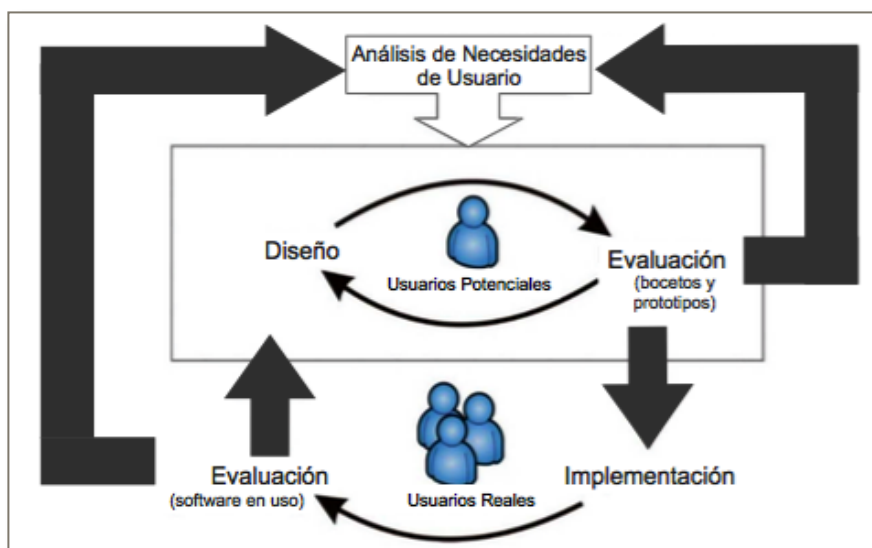 Análisis de Necesidades
de Usuario
Diseño
Usuarios Potenciales
Evaluación
(bocetos y
prototipos)
Evaluación
(software en uso)
Usuarios Reales
Implementación